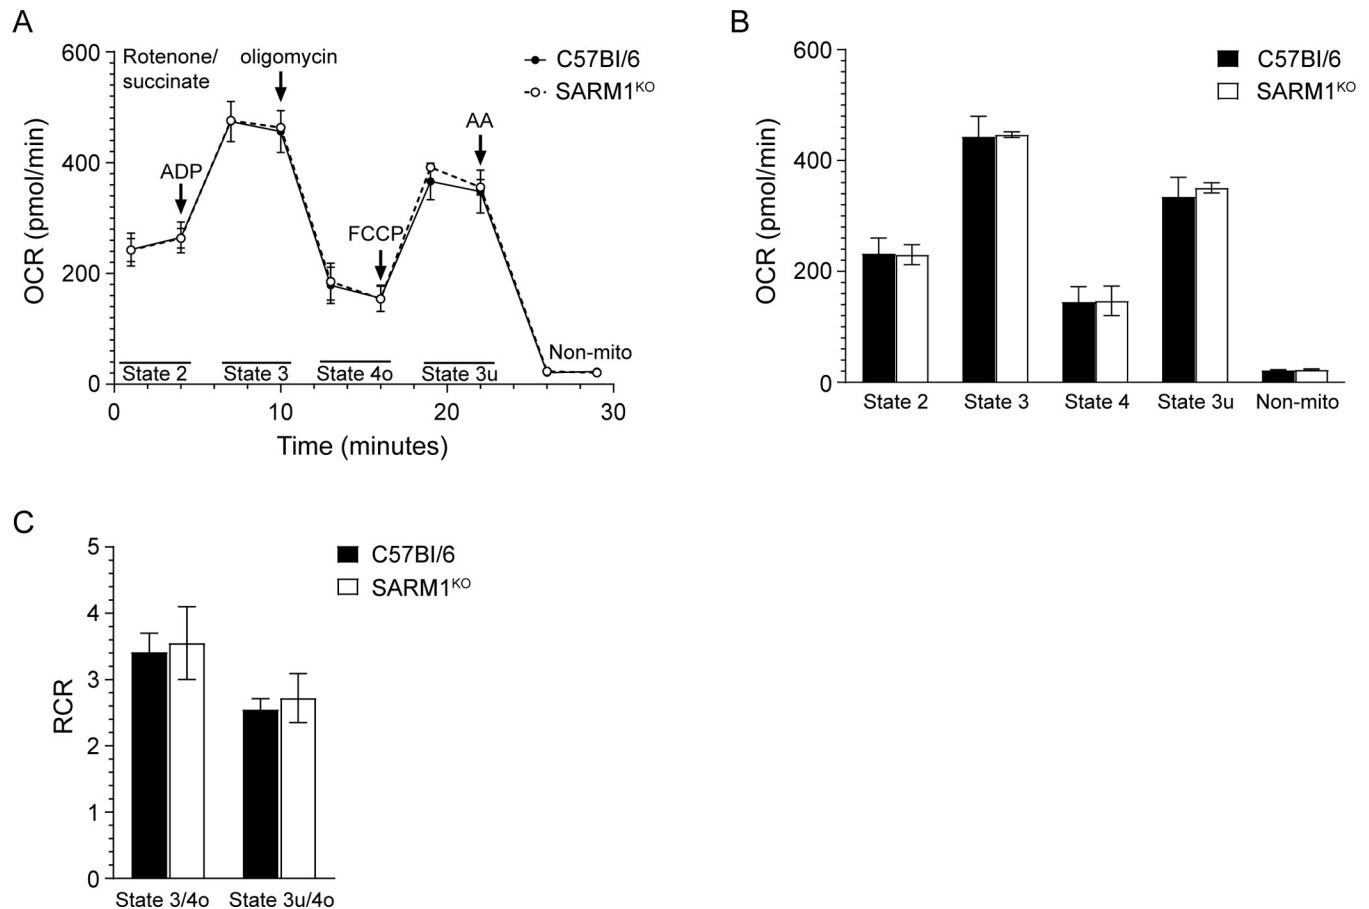 A
600
400
200
0
OCR (pmol/min)
Rotenone/
succinate
oligomycin
ADP
FCCP
AA
C57Bl/6
SARM1KO
State 2
State 3
State 4o
State 3u
Non-mito
0
10
20
30
Time (minutes)
B
600
400
200
0
OCR (pmol/min)
C57Bl/6
SARM1KO
State 2
State 3
State 4
State 3u
Non-mito
C
5
4
3
2
1
0
RCR
C57Bl/6
SARM1KO
State 3/4o
State 3u/4o